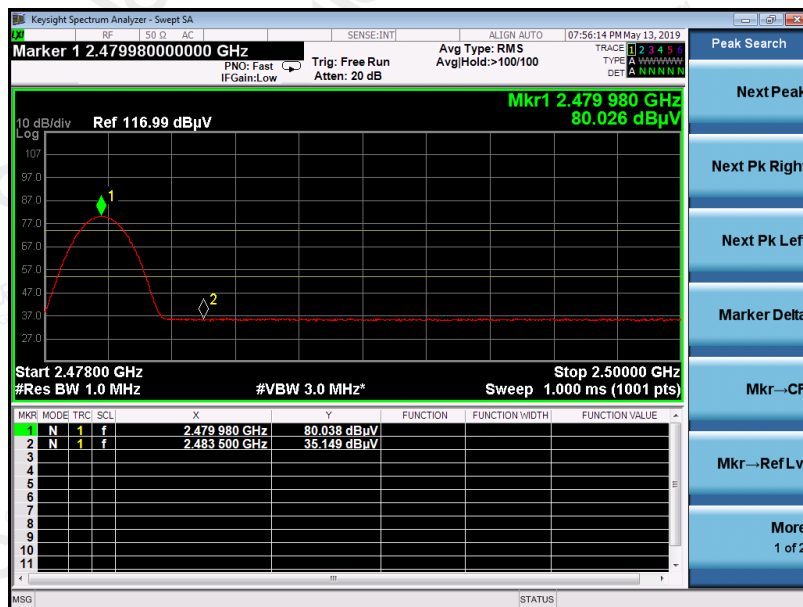 Keysight Spectrum Analyzer - Swept SA
LXI RF 50 Ω AC SENSE:INT ALIGN AUTO 07:56:14 PM May 13, 2019
Marker 1 2.479980000000 GHz
PNO: Fast
IFGain:Low
Trig: Free Run
Atten: 20 dB
Avg Type: RMS
Avg|Hold:>100/100
TRACE 1 2 3 4 5 6
TYPE A WWWWW
DET A N N N N N
Mkr1 2.479 980 GHz
80.026 dBµV
10 dB/div Ref 116.99 dBµV
Log
107
97.0
87.0
77.0
67.0
57.0
47.0
37.0
27.0
1
2
Start 2.47800 GHz Stop 2.50000 GHz
#Res BW 1.0 MHz #VBW 3.0 MHz* Sweep 1.000 ms (1001 pts)
MKR MODE TRC SCL X Y FUNCTION FUNCTION WIDTH FUNCTION VALUE
1 N 1 f 2.479 980 GHz 80.038 dBµV
2 N 1 f 2.483 500 GHz 35.149 dBµV
3
4
5
6
7
8
9
10
11
MSG STATUS
Peak Search
Next Peak
Next Pk Right
Next Pk Lef
Marker Delta
Mkr→CF
Mkr→Ref Lv
More
1 of 2